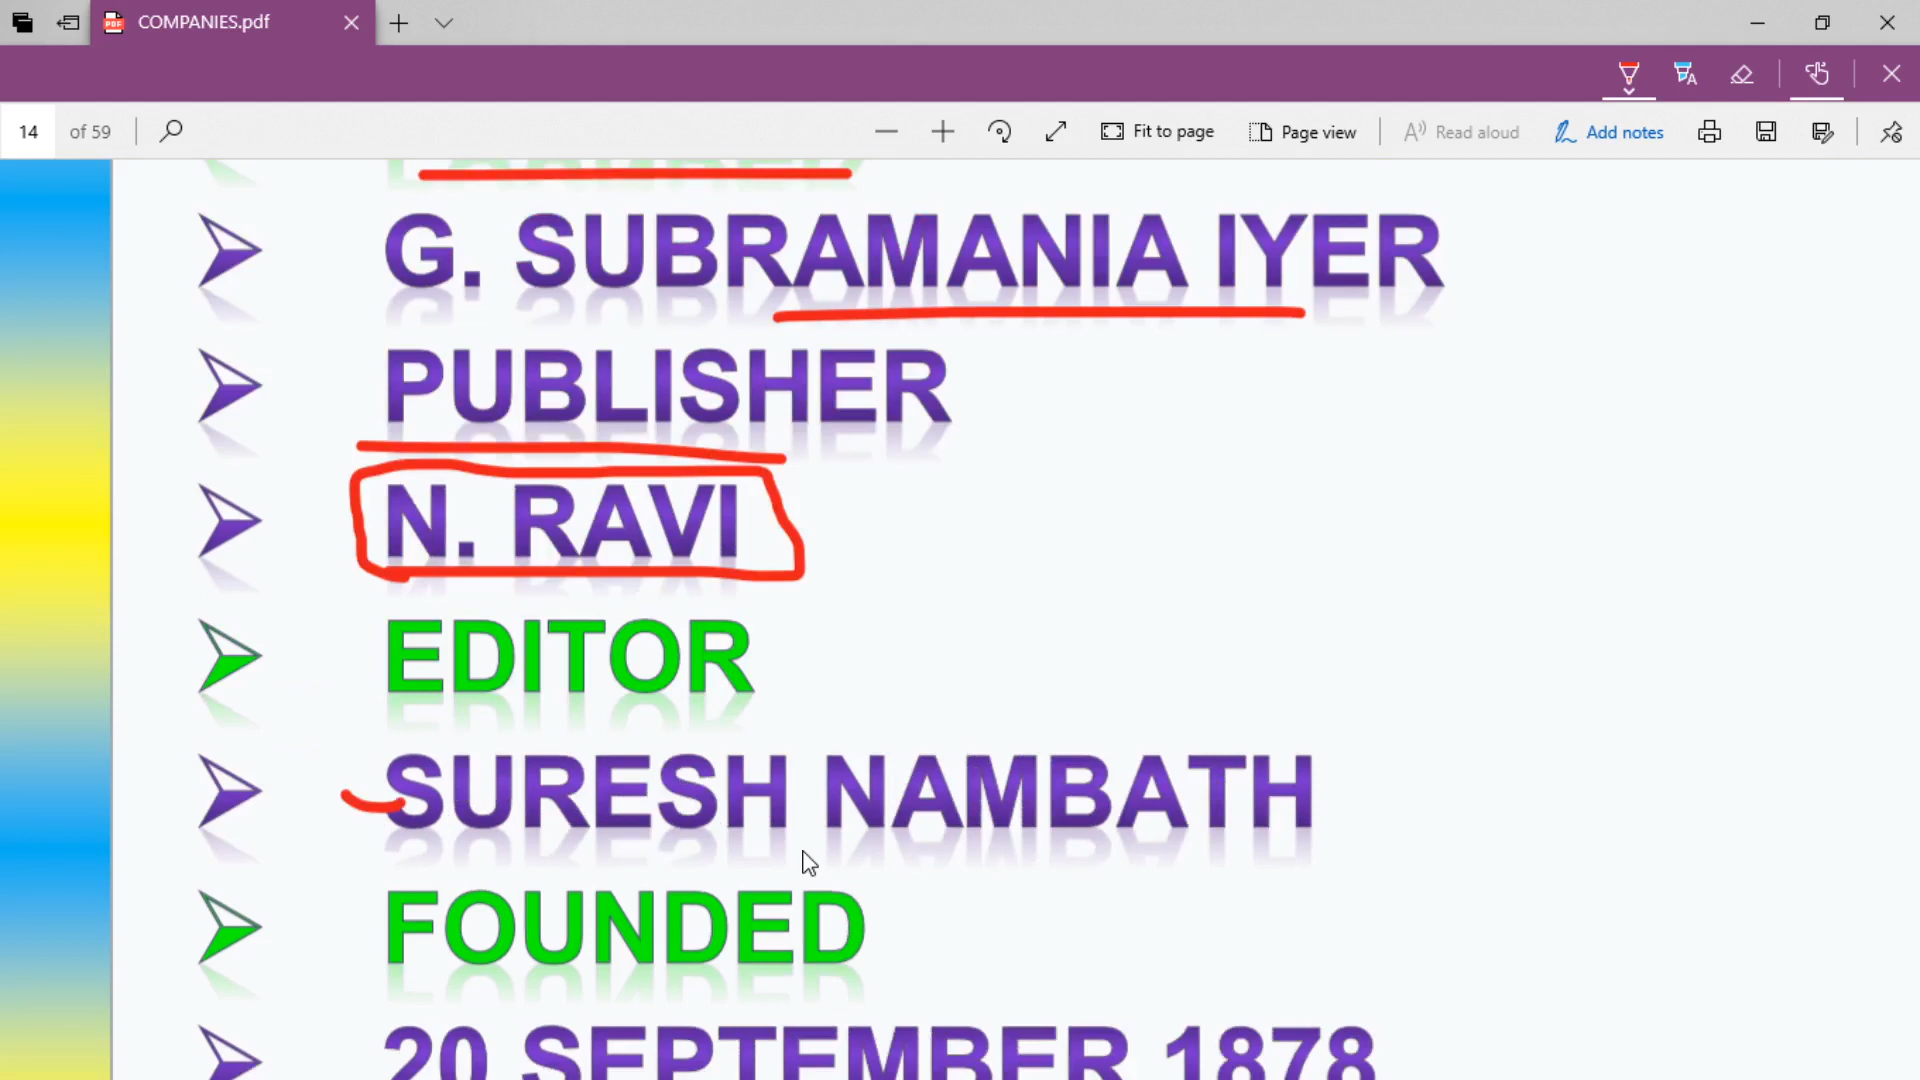 COMPANIES.pdf
14 of 59
Fit to page
Page view
Read aloud
Add notes
G. SUBRAMANIA IYER
PUBLISHER
N. RAVI
EDITOR
SURESH NAMBATH
FOUNDED
20 SEPTEMBER 1878